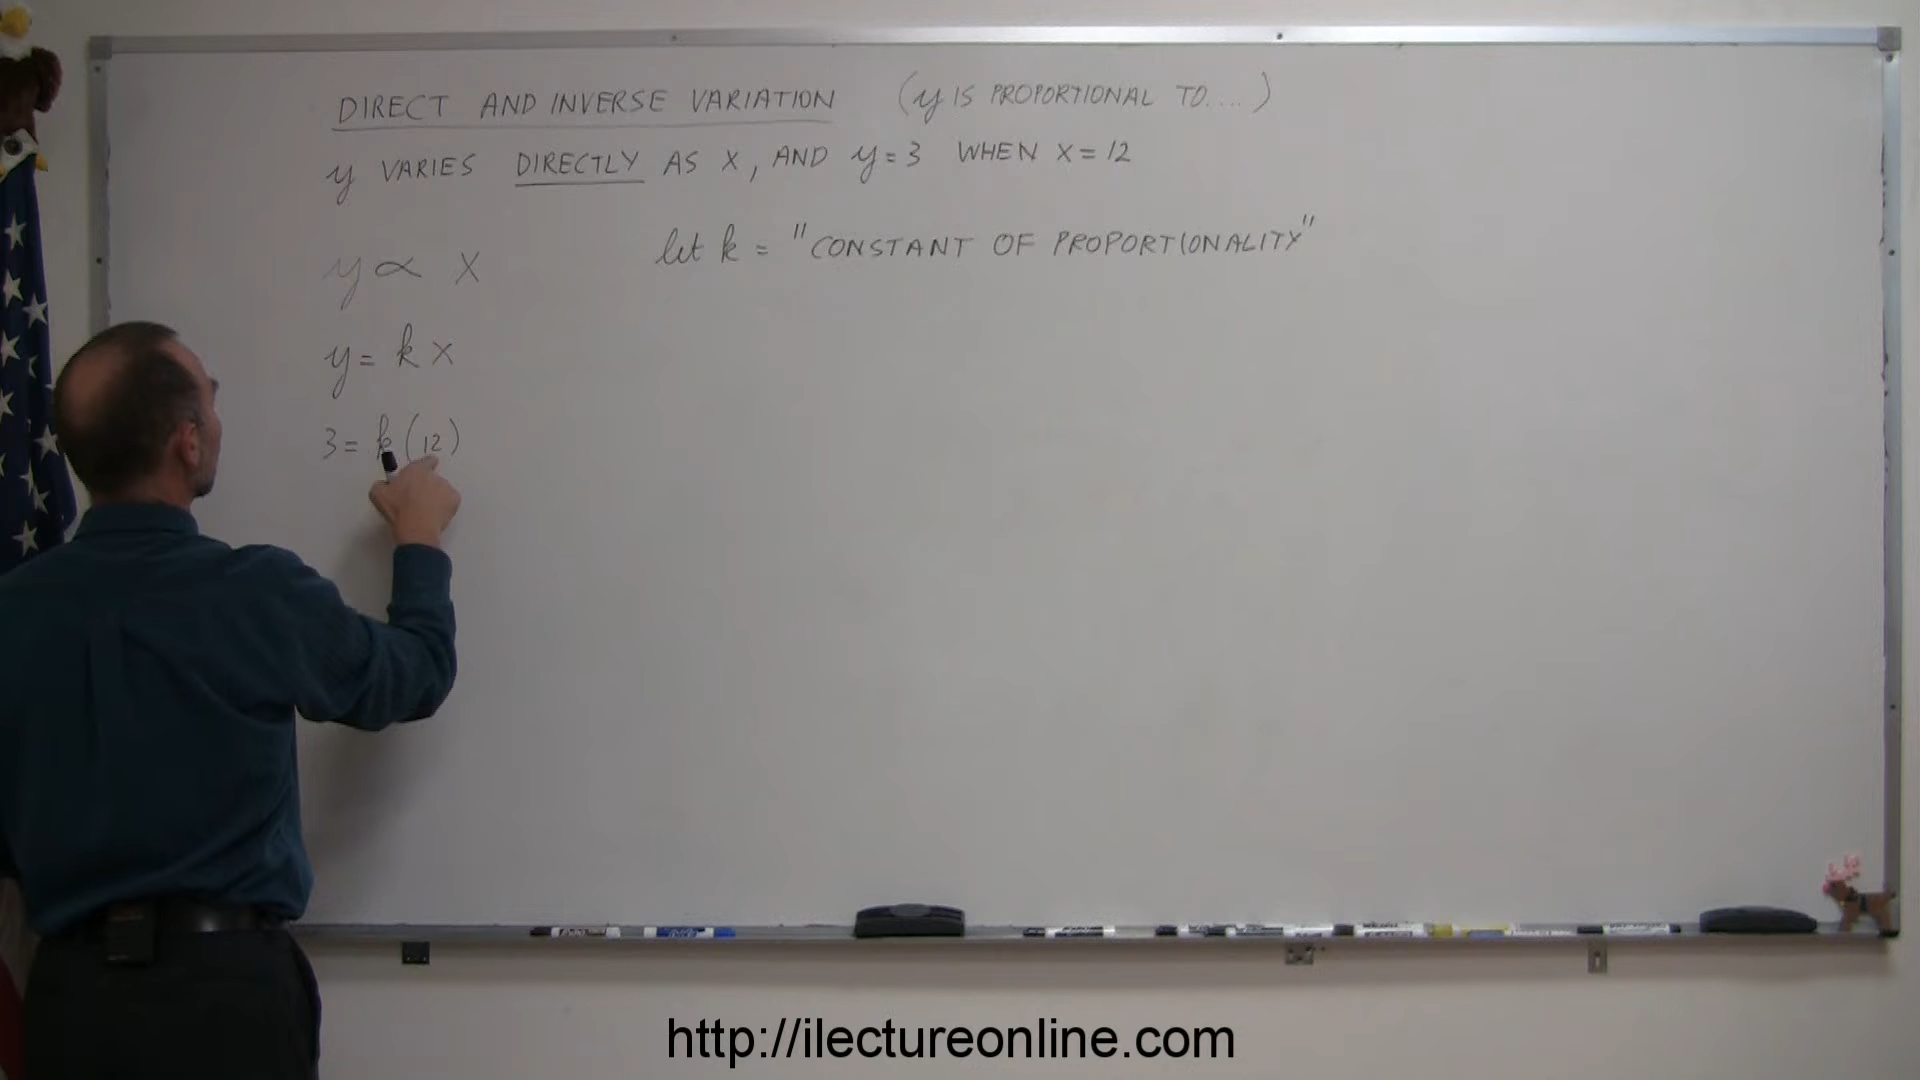 DIRECT AND INVERSE VARIATION (y IS PROPORTIONAL TO....)
y VARIES DIRECTLY AS X, AND y=3 WHEN X=12
let k = "CONSTANT OF PROPORTIONALITY"
y ∝ X
y = k x
3 = k (12)
http://ilectureonline.com